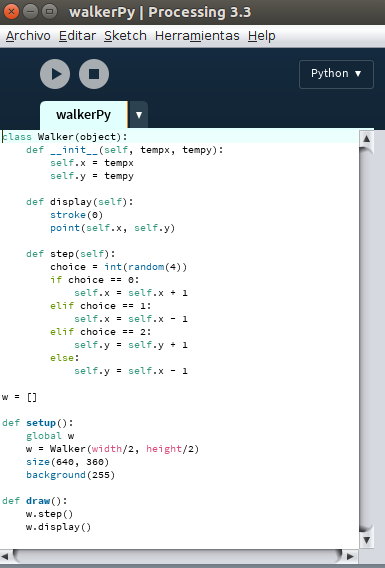 walkerPy | Processing 3.3
Archivo Editar Sketch Herramientas Help
Python ▾
walkerPy ▾
class Walker(object):
    def __init__(self, tempx, tempy):
        self.x = tempx
        self.y = tempy

    def display(self):
        stroke(0)
        point(self.x, self.y)

    def step(self):
        choice = int(random(4))
        if choice == 0:
            self.x = self.x + 1
        elif choice == 1:
            self.x = self.x - 1
        elif choice == 2:
            self.y = self.y + 1
        else:
            self.y = self.x - 1

w = []

def setup():
    global w
    w = Walker(width/2, height/2)
    size(640, 360)
    background(255)

def draw():
    w.step()
    w.display()